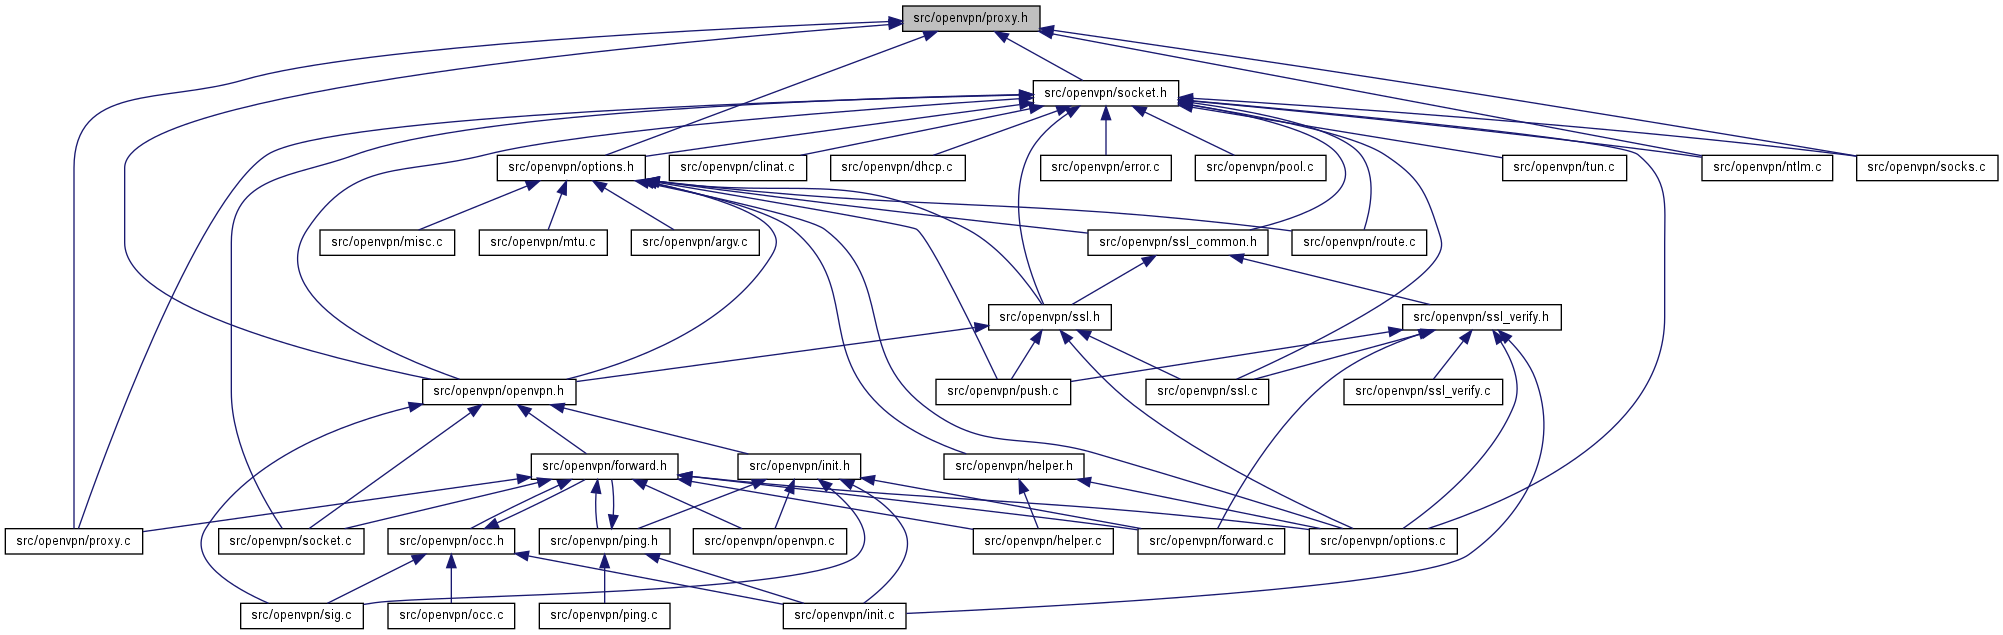 src/openvpn/proxy.h
src/openvpn/socket.h
src/openvpn/options.h
src/openvpn/clinat.c
src/openvpn/dhcp.c
src/openvpn/error.c
src/openvpn/pool.c
src/openvpn/tun.c
src/openvpn/ntlm.c
src/openvpn/socks.c
src/openvpn/misc.c
src/openvpn/mtu.c
src/openvpn/argv.c
src/openvpn/ssl_common.h
src/openvpn/route.c
src/openvpn/ssl.h
src/openvpn/ssl_verify.h
src/openvpn/openvpn.h
src/openvpn/push.c
src/openvpn/ssl.c
src/openvpn/ssl_verify.c
src/openvpn/forward.h
src/openvpn/init.h
src/openvpn/helper.h
src/openvpn/proxy.c
src/openvpn/socket.c
src/openvpn/occ.h
src/openvpn/ping.h
src/openvpn/openvpn.c
src/openvpn/helper.c
src/openvpn/forward.c
src/openvpn/options.c
src/openvpn/sig.c
src/openvpn/occ.c
src/openvpn/ping.c
src/openvpn/init.c